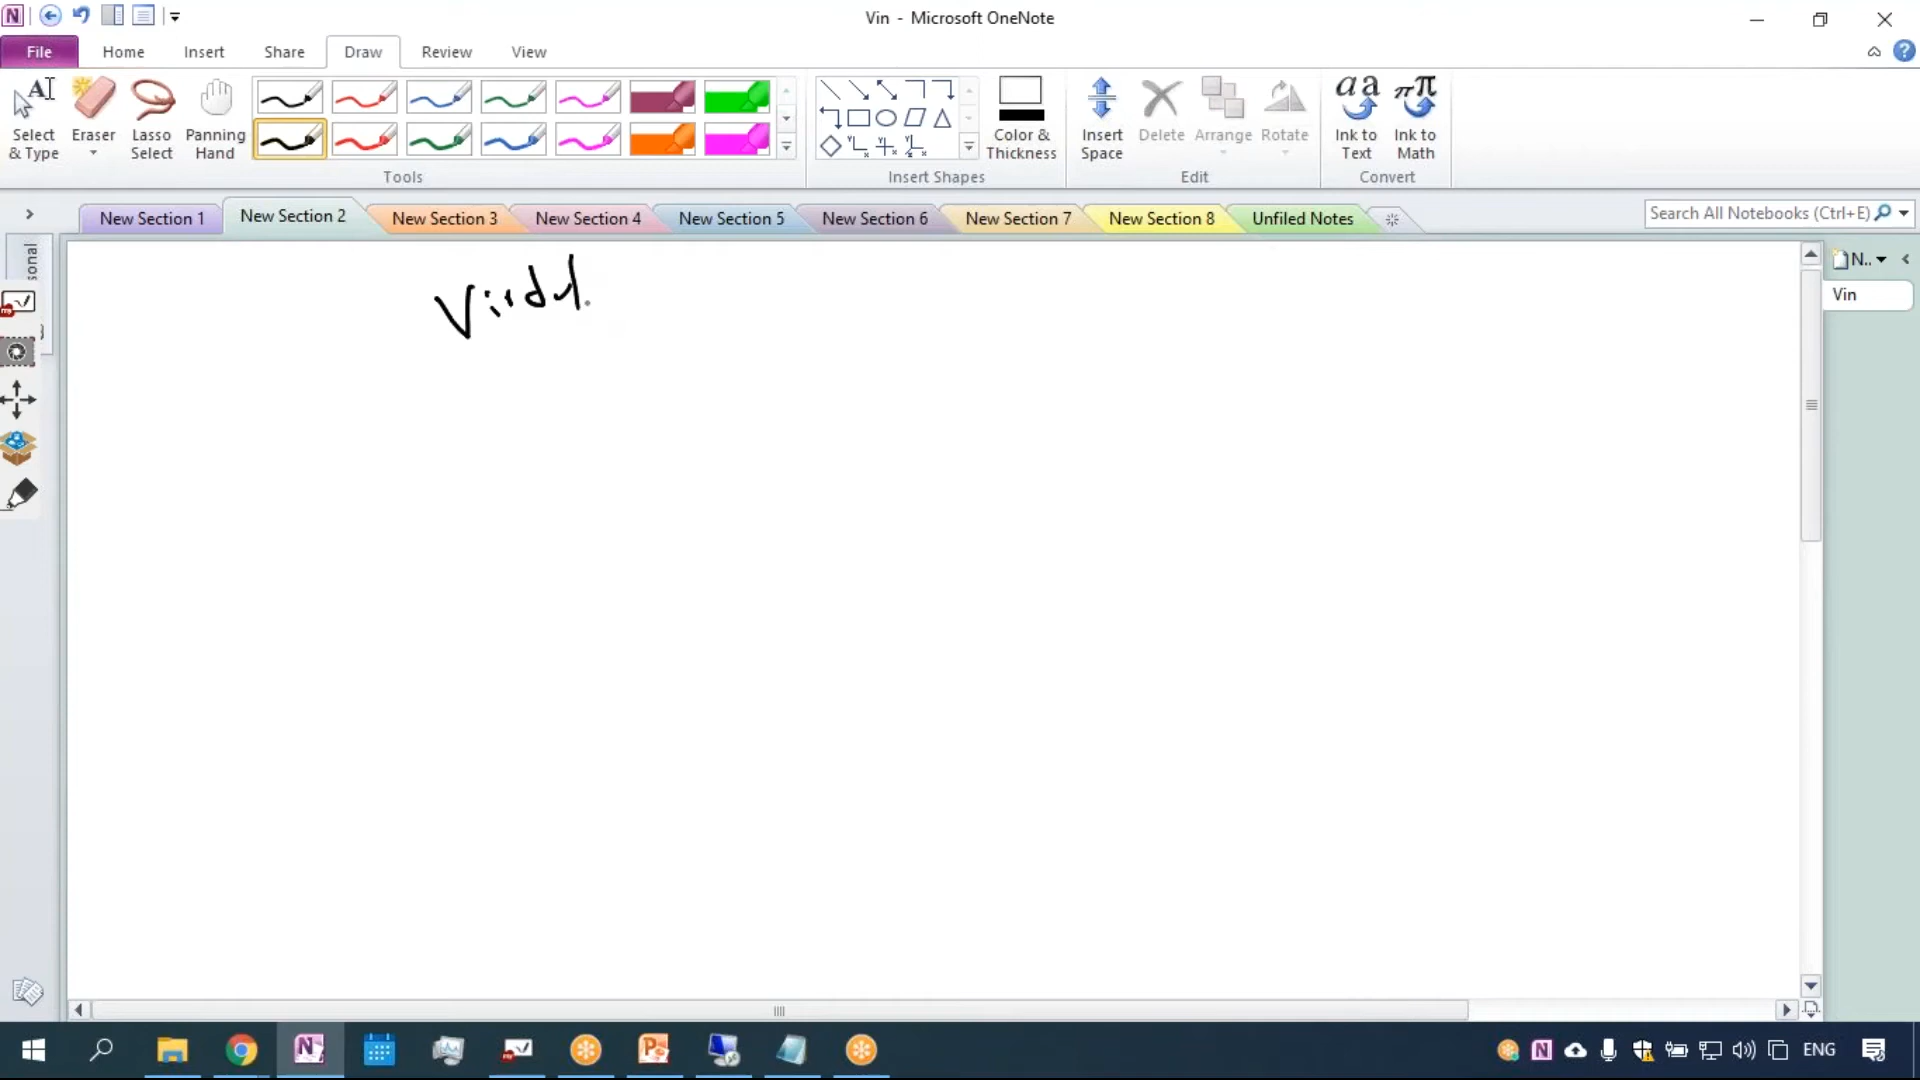 Vin - Microsoft OneNote
File Home Insert Share Draw Review View
Select & Type
Eraser
Lasso Select
Panning Hand
Color & Thickness
Insert Space
Delete
Arrange
Rotate
Ink to Text
Ink to Math
Tools
Insert Shapes
Edit
Convert
New Section 1 New Section 2 New Section 3 New Section 4 New Section 5 New Section 6 New Section 7 New Section 8 Unfiled Notes
Search All Notebooks (Ctrl+E)
N..
Vin
sonal
ENG